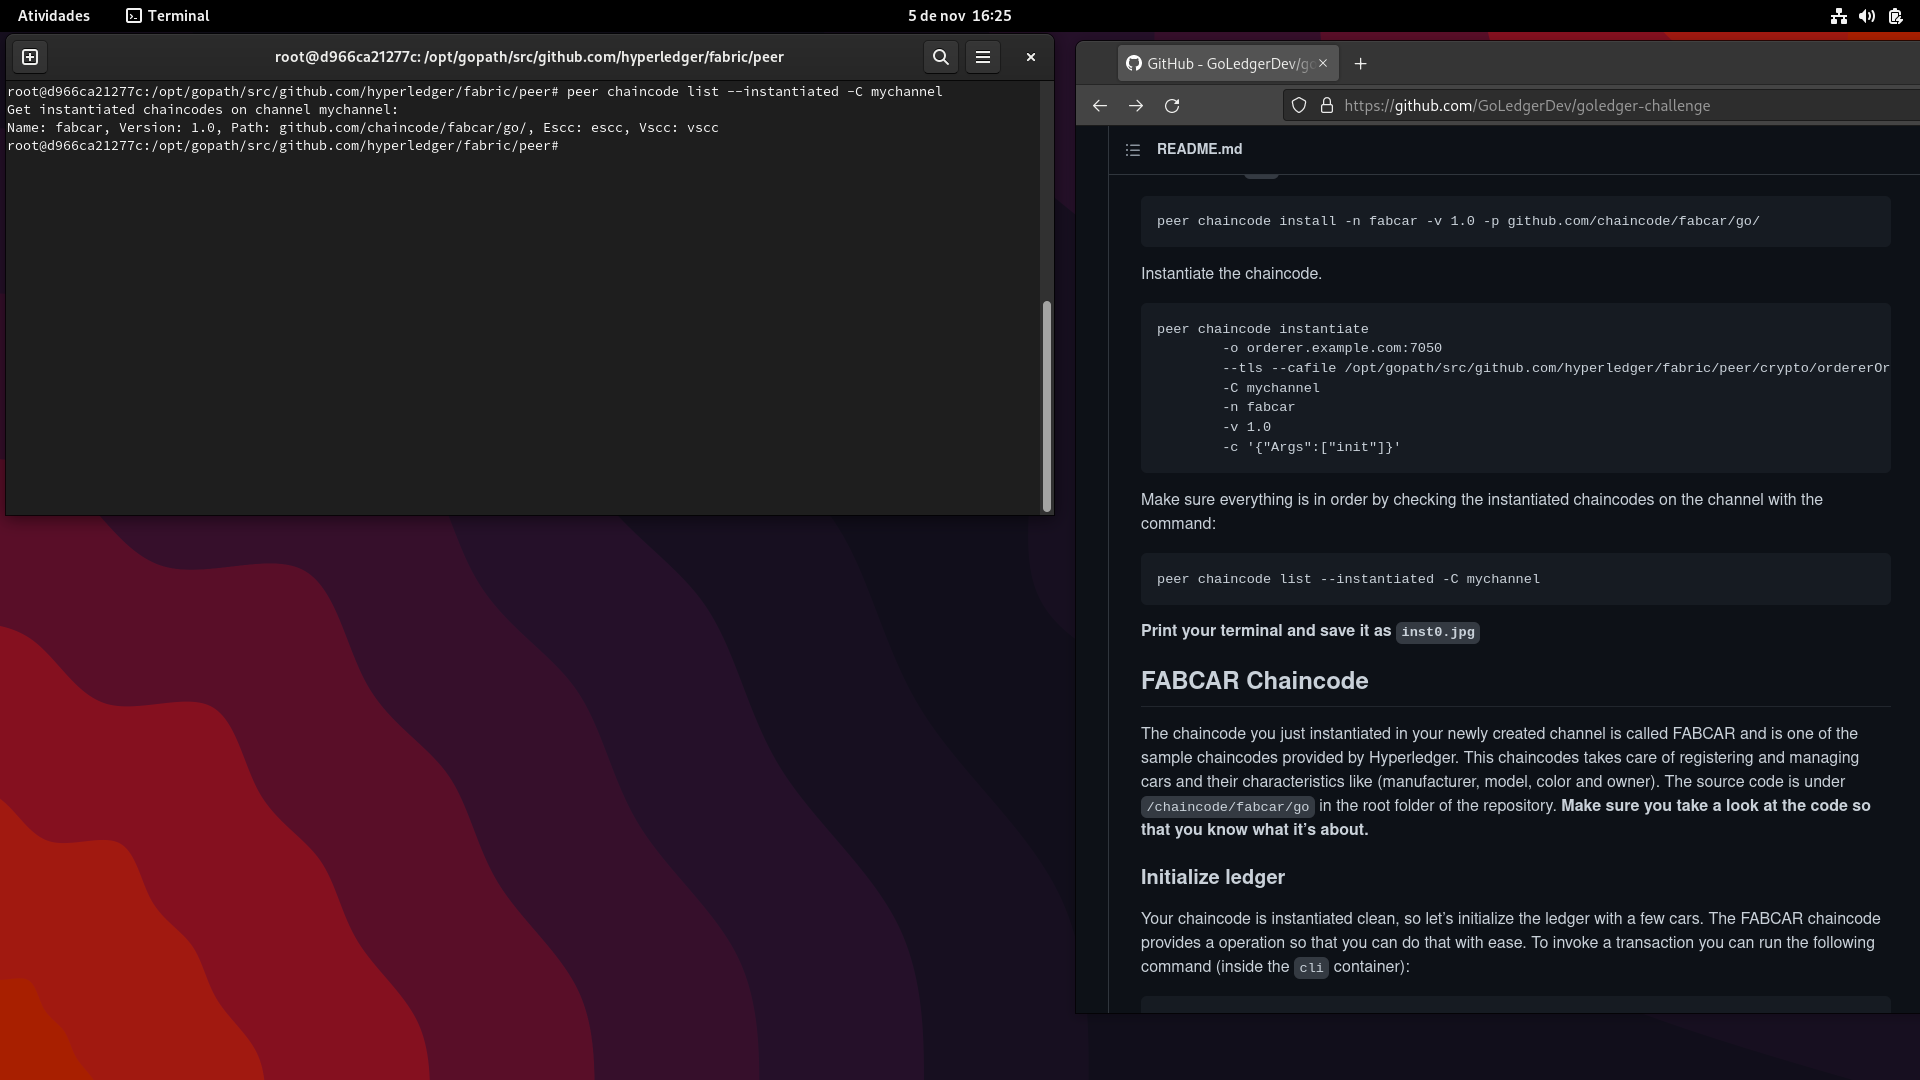 Atividades
Terminal
5 de nov 16:25
root@d966ca21277c: /opt/gopath/src/github.com/hyperledger/fabric/peer
root@d966ca21277c:/opt/gopath/src/github.com/hyperledger/fabric/peer# peer chaincode list --instantiated -C mychannel
Get instantiated chaincodes on channel mychannel:
Name: fabcar, Version: 1.0, Path: github.com/chaincode/fabcar/go/, Escc: escc, Vscc: vscc
root@d966ca21277c:/opt/gopath/src/github.com/hyperledger/fabric/peer#
GitHub - GoLedgerDev/go
https://github.com/GoLedgerDev/goledger-challenge
README.md
peer chaincode install -n fabcar -v 1.0 -p github.com/chaincode/fabcar/go/
Instantiate the chaincode.
peer chaincode instantiate
-o orderer.example.com:7050
--tls --cafile /opt/gopath/src/github.com/hyperledger/fabric/peer/crypto/ordererOr
-C mychannel
-n fabcar
-v 1.0
-c '{"Args":["init"]}'
Make sure everything is in order by checking the instantiated chaincodes on the channel with the
command:
peer chaincode list --instantiated -C mychannel
Print your terminal and save it as inst0.jpg
FABCAR Chaincode
The chaincode you just instantiated in your newly created channel is called FABCAR and is one of the
sample chaincodes provided by Hyperledger. This chaincodes takes care of registering and managing
cars and their characteristics like (manufacturer, model, color and owner). The source code is under
/chaincode/fabcar/go in the root folder of the repository. Make sure you take a look at the code so
that you know what it’s about.
Initialize ledger
Your chaincode is instantiated clean, so let’s initialize the ledger with a few cars. The FABCAR chaincode
provides a operation so that you can do that with ease. To invoke a transaction you can run the following
command (inside the cli container):